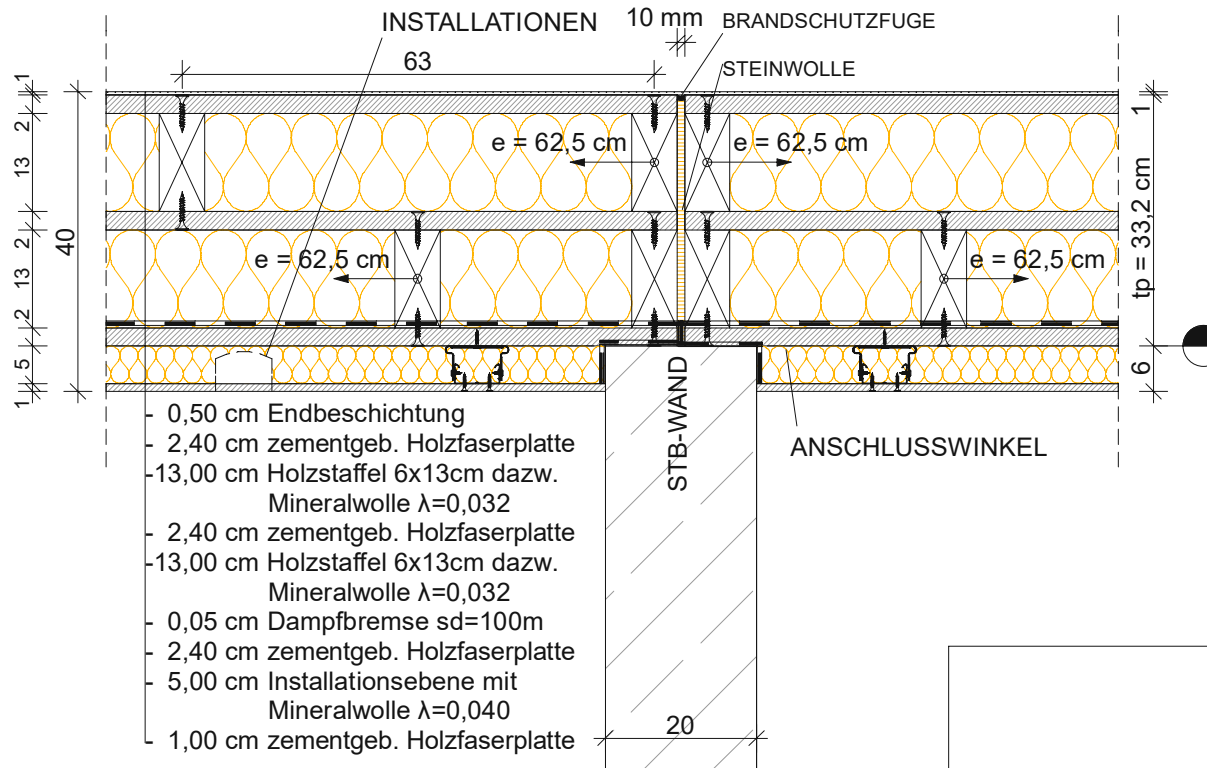 INSTALLATIONEN
10 mm
BRANDSCHUTZFUGE
STEINWOLLE
63
1
2
13
2
13
2
5
1
40
e = 62,5 cm
e = 62,5 cm
e = 62,5 cm
e = 62,5 cm
1
tp = 33,2 cm
6
STB-WAND
ANSCHLUSSWINKEL
20
- 0,50 cm Endbeschichtung
- 2,40 cm zementgeb. Holzfaserplatte
-13,00 cm Holzstaffel 6x13cm dazw.
Mineralwolle λ=0,032
- 2,40 cm zementgeb. Holzfaserplatte
-13,00 cm Holzstaffel 6x13cm dazw.
Mineralwolle λ=0,032
- 0,05 cm Dampfbremse sd=100m
- 2,40 cm zementgeb. Holzfaserplatte
- 5,00 cm Installationsebene mit
Mineralwolle λ=0,040
- 1,00 cm zementgeb. Holzfaserplatte